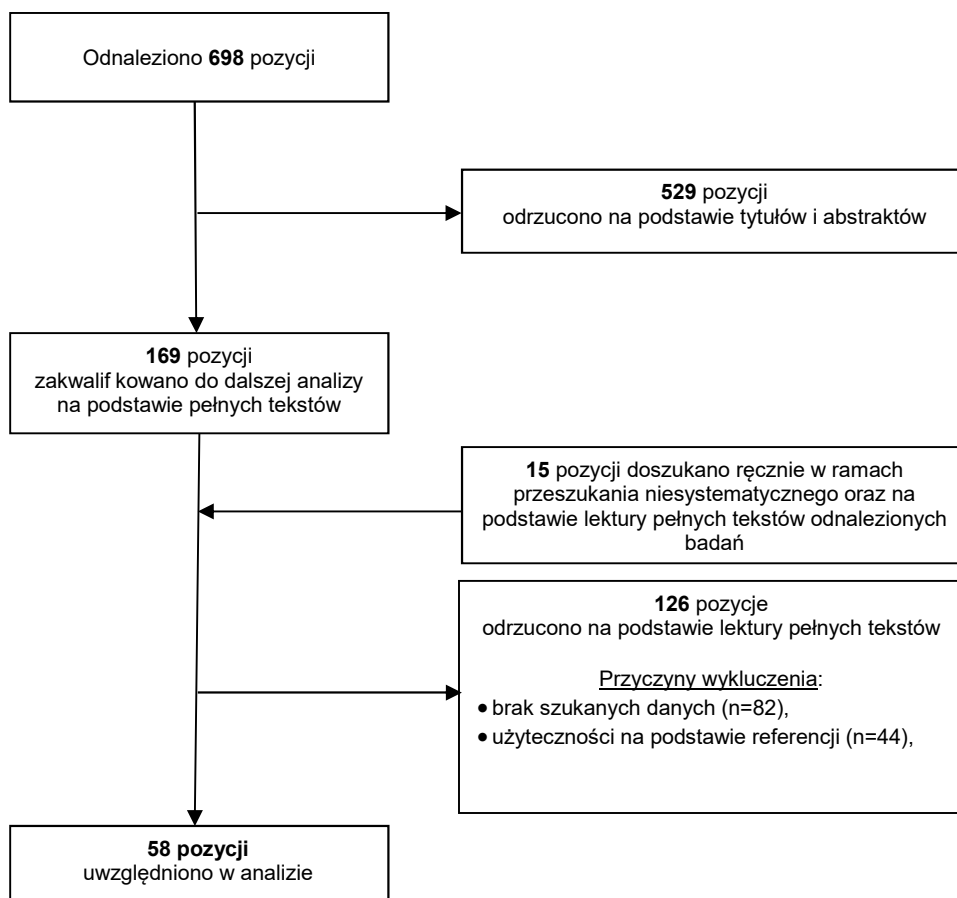 Odnaleziono 698 pozycji
529 pozycji
odrzucono na podstawie tytułów i abstraktów
169 pozycji
zakwalif kowano do dalszej analizy
na podstawie pełnych tekstów
15 pozycji doszukano ręcznie w ramach
przeszukania niesystematycznego oraz na
podstawie lektury pełnych tekstów odnalezionych
badań
126 pozycje
odrzucono na podstawie lektury pełnych tekstów
Przyczyny wykluczenia:
• brak szukanych danych (n=82),
• użyteczności na podstawie referencji (n=44),
58 pozycji
uwzględniono w analizie